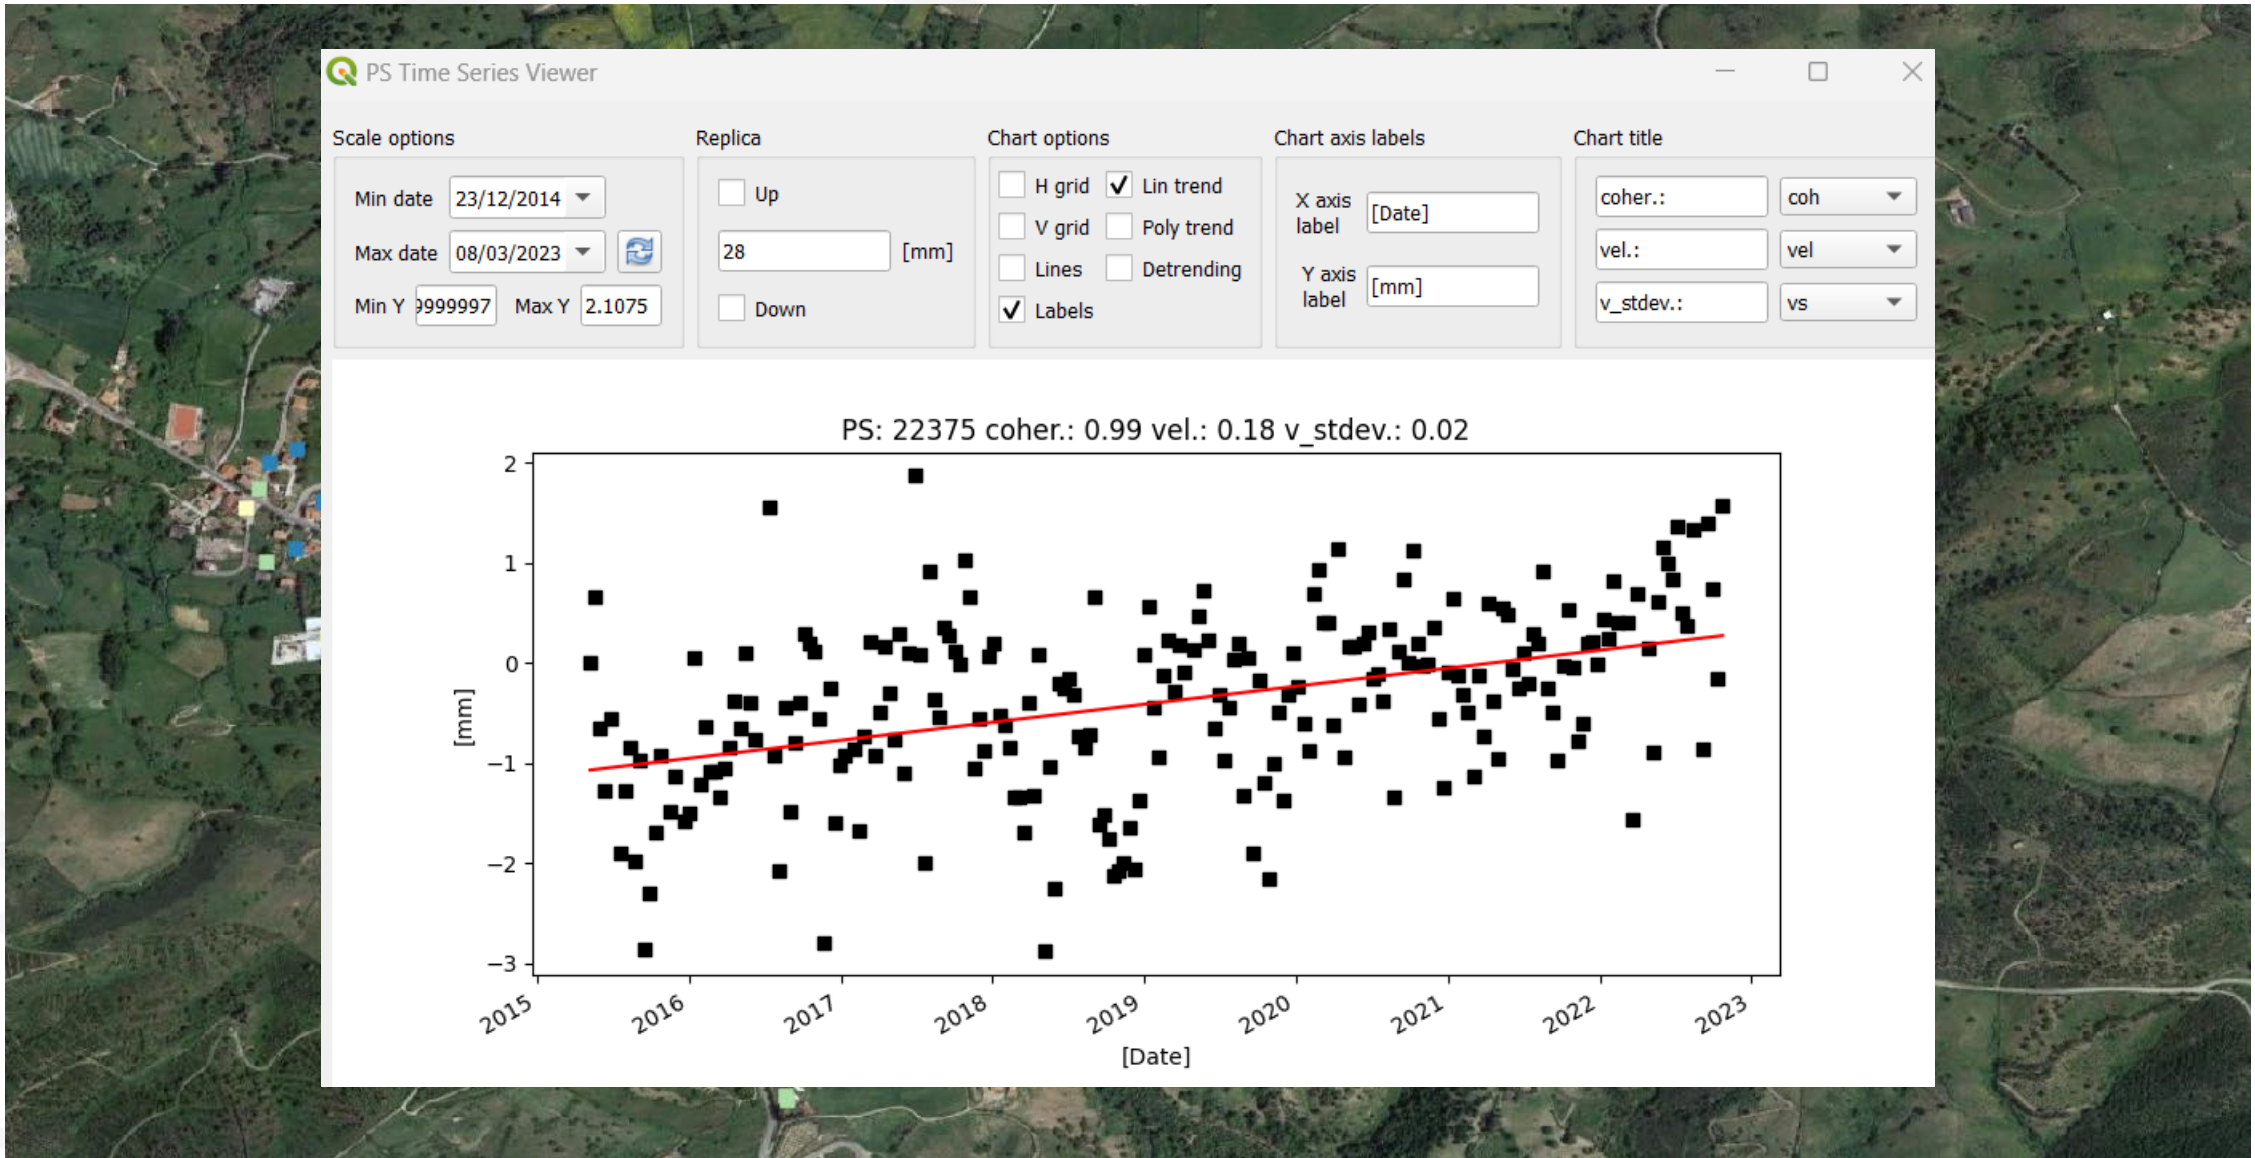 PS Time Series Viewer
Scale options
Min date 23/12/2014
Max date 08/03/2023
Min Y 9999997 Max Y 2.1075
Replica
Up
28 [mm]
Down
Chart options
H grid Lin trend
V grid Poly trend
Lines Detrending
Labels
Chart axis labels
X axis
label
[Date]
Y axis
label
[mm]
Chart title
coher.: coh
vel.: vel
v_stdev.: vs
PS: 22375 coher.: 0.99 vel.: 0.18 v_stdev.: 0.02
2
1
0
−1
−2
−3
[mm]
2015 2016 2017 2018 2019 2020 2021 2022 2023
[Date]